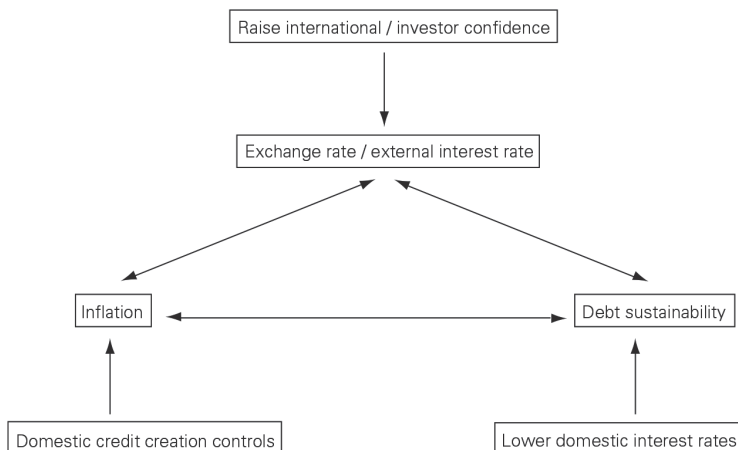 Raise international / investor confidence
Exchange rate / external interest rate
Inflation
Debt sustainability
Domestic credit creation controls
Lower domestic interest rates